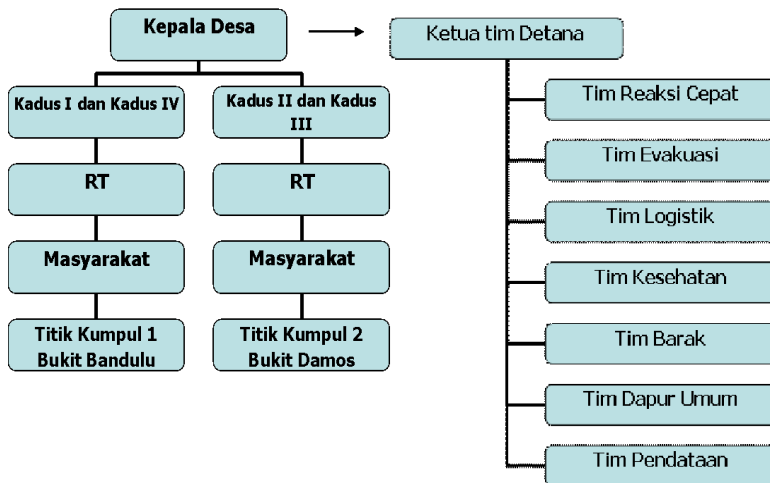 Kepala Desa
Ketua tim Detana
Kadus I dan Kadus IV
Kadus II dan Kadus
III
RT
RT
Masyarakat
Masyarakat
Titik Kumpul 1
Bukit Bandulu
Titik Kumpul 2
Bukit Damos
Tim Reaksi Cepat
Tim Evakuasi
Tim Logistik
Tim Kesehatan
Tim Barak
Tim Dapur Umum
Tim Pendataan